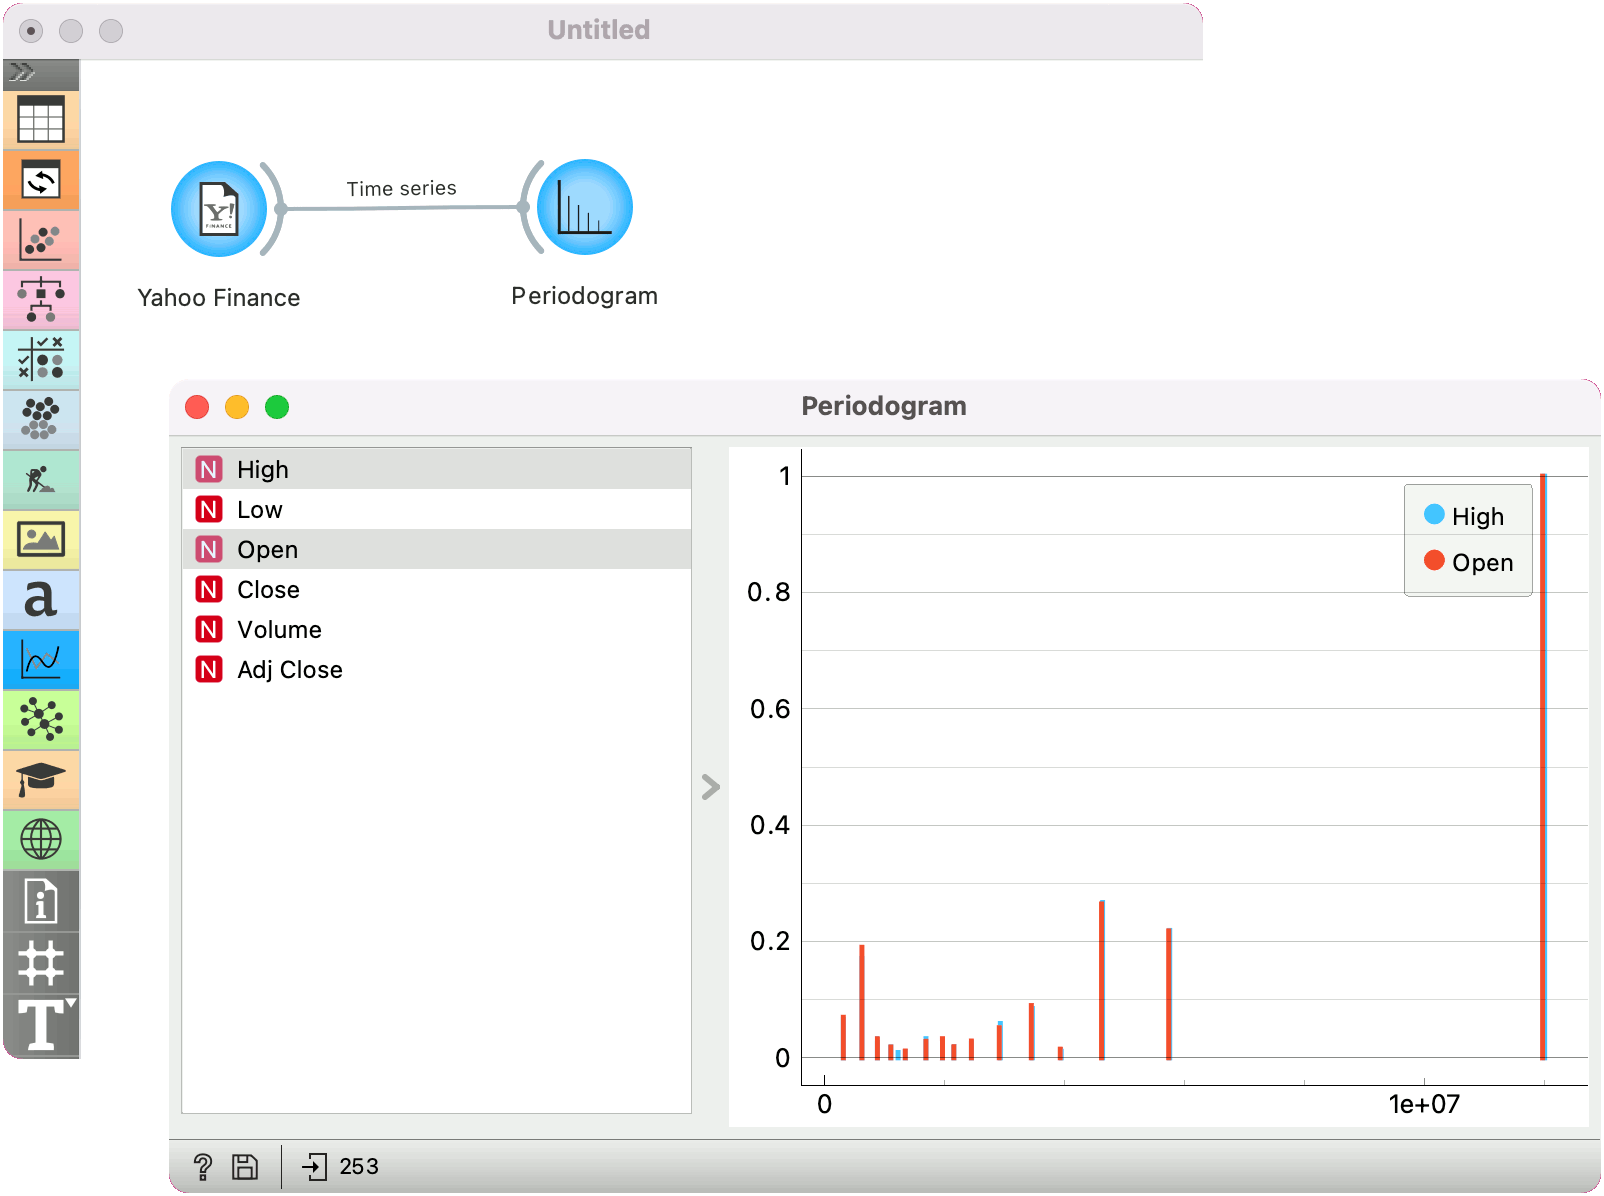 Untitled
Time series
Y!
FINANCE
Yahoo Finance
Periodogram
Periodogram
N High
N Low
N Open
N Close
N Volume
N Adj Close
1
0.8
0.6
0.4
0.2
0
0
1e+07
High
Open
a
i
T
? 253